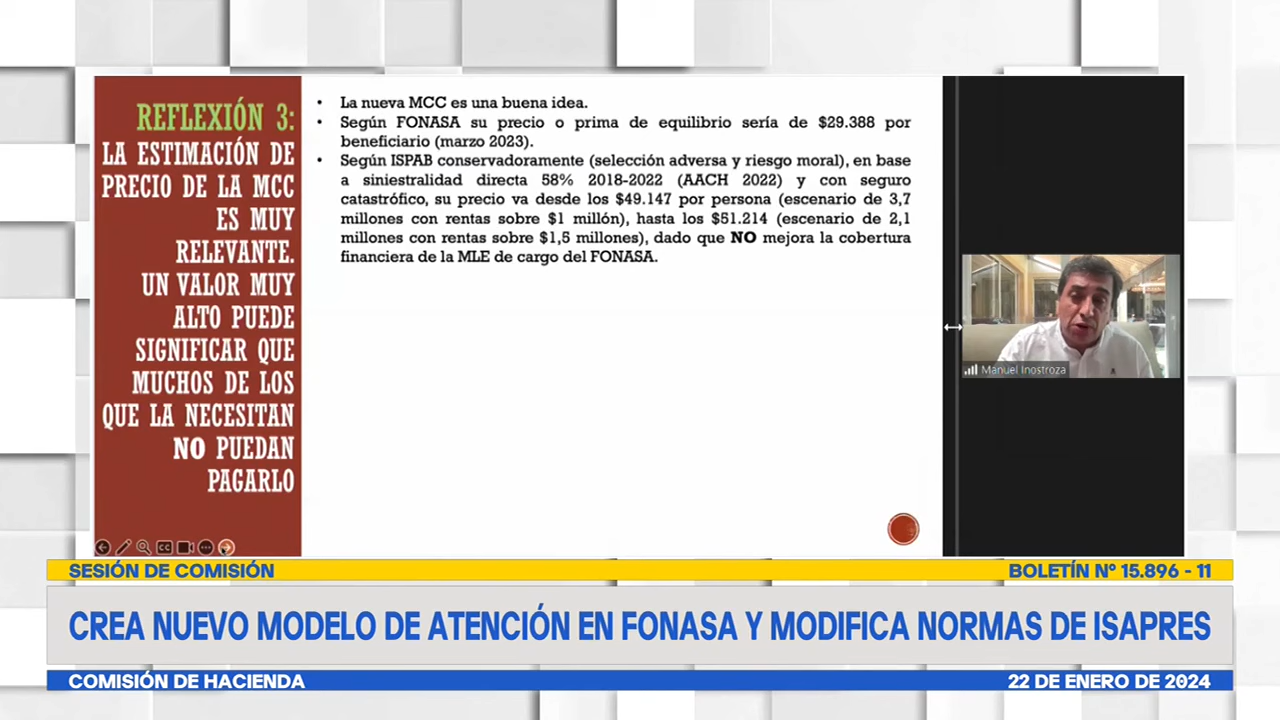 REFLEXIÓN 3:
LA ESTIMACIÓN DE
PRECIO DE LA MCC
ES MUY
RELEVANTE.
UN VALOR MUY
ALTO PUEDE
SIGNIFICAR QUE
MUCHOS DE LOS
QUE LA NECESITAN
NO PUEDAN
PAGARLO
• La nueva MCC es una buena idea.
• Según FONASA su precio o prima de equilibrio sería de $29.388 por
beneficiario (marzo 2023).
• Según ISPAB conservadoramente (selección adversa y riesgo moral), en base
a siniestralidad directa 58% 2018-2022 (AACH 2022) y con seguro
catastrófico, su precio va desde los $49.147 por persona (escenario de 3,7
millones con rentas sobre $1 millón), hasta los $51.214 (escenario de 2,1
millones con rentas sobre $1,5 millones), dado que NO mejora la cobertura
financiera de la MLE de cargo del FONASA.
CC
Manuel Inostroza
SESIÓN DE COMISIÓN
BOLETÍN Nº 15.896 - 11
CREA NUEVO MODELO DE ATENCIÓN EN FONASA Y MODIFICA NORMAS DE ISAPRES
COMISIÓN DE HACIENDA
22 DE ENERO DE 2024